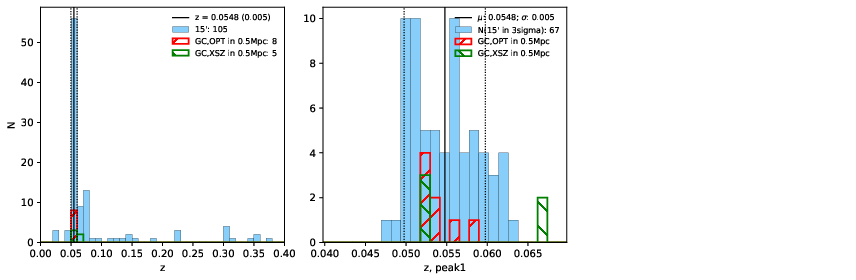 z = 0.0548 (0.005)
15': 105
GC,OPT in 0.5Mpc: 8
GC,XSZ in 0.5Mpc: 5
N
50
40
30
20
10
0
0.00 0.05 0.10 0.15 0.20 0.25 0.30 0.35 0.40
z
μ: 0.0548; σ: 0.005
N(15' in 3sigma): 67
GC,OPT in 0.5Mpc
GC,XSZ in 0.5Mpc
10
8
6
4
2
0
0.040 0.045 0.050 0.055 0.060 0.065
z, peak1